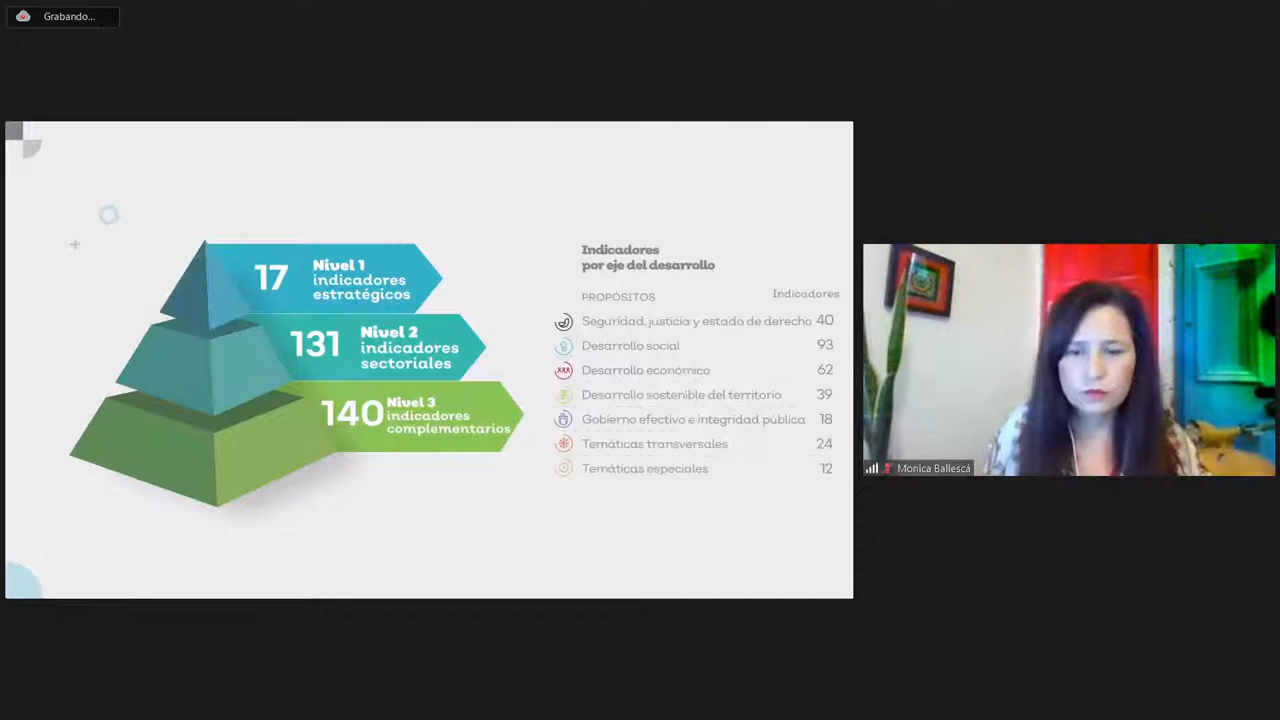 Grabando...
17
Nivel 1
indicadores
estratégicos
131
Nivel 2
indicadores
sectoriales
140
Nivel 3
indicadores
complementarios
Indicadores
por eje del desarrollo
PROPÓSITOS Indicadores
Seguridad, justicia y estado de derecho 40
Desarrollo social 93
Desarrollo económico 62
Desarrollo sostenible del territorio 39
Gobierno efectivo e integridad pública 18
Temáticas transversales 24
Temáticas especiales 12
Monica Ballescá